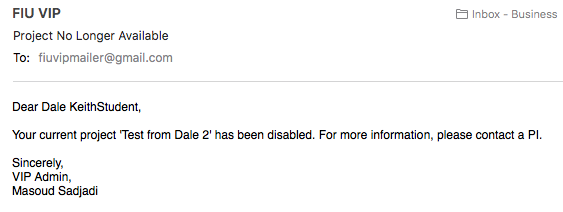 FIU VIP
Inbox - Business
Project No Longer Available
To: fiuvipmailer@gmail.com
Dear Dale KeithStudent,
Your current project 'Test from Dale 2' has been disabled. For more information, please contact a PI.
Sincerely,
VIP Admin,
Masoud Sadjadi